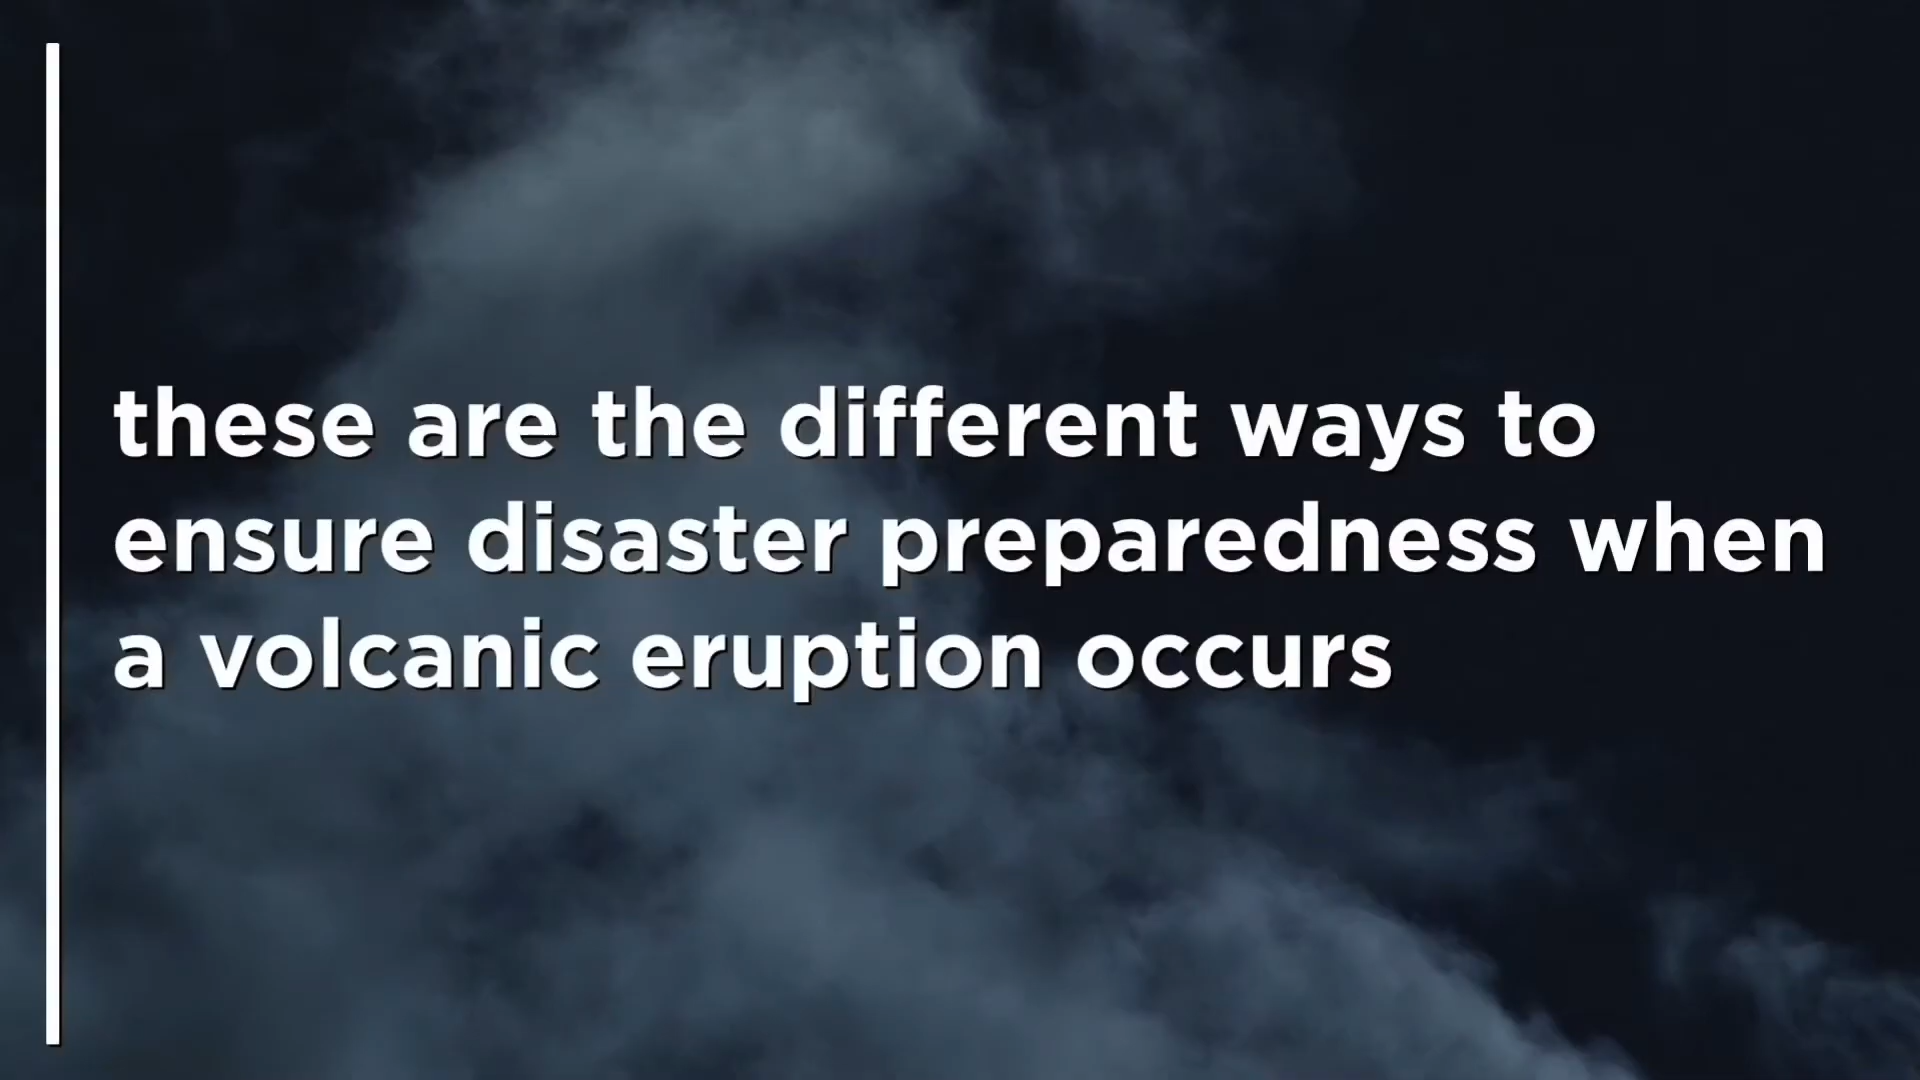 these are the different ways to
ensure disaster preparedness when
a volcanic eruption occurs